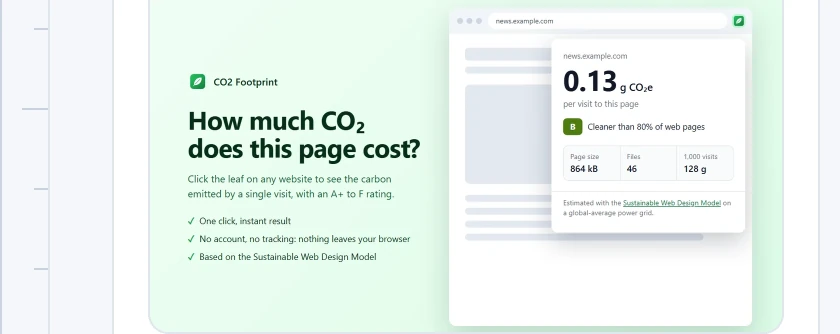 news.example.com
CO2 Footprint
How much CO₂
does this page cost?
Click the leaf on any website to see the carbon
emitted by a single visit, with an A+ to F rating.
✓ One click, instant result
✓ No account, no tracking: nothing leaves your browser
✓ Based on the Sustainable Web Design Model
news.example.com
0.13 g CO₂e
per visit to this page
B Cleaner than 80% of web pages
Page size Files 1,000 visits
864 kB 46 128 g
Estimated with the Sustainable Web Design Model on
a global-average power grid.